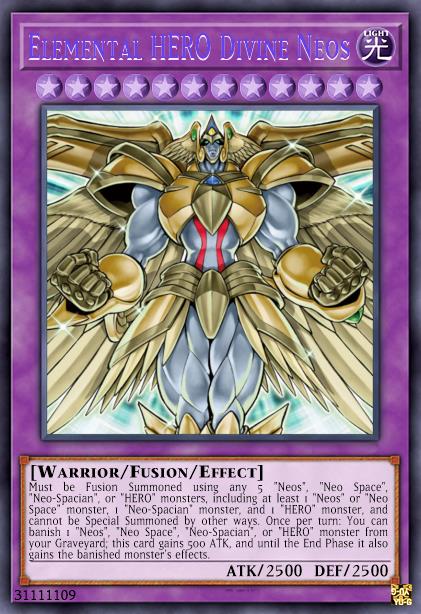 Elemental HERO Divine Neos
LIGHT
光
[Warrior/Fusion/Effect]
Must be Fusion Summoned using any 5 "Neos", "Neo Space",
"Neo-Spacian", or "HERO" monsters, including at least 1 "Neos" or "Neo
Space" monster, 1 "Neo-Spacian" monster, and 1 "HERO" monster, and
cannot be Special Summoned by other ways. Once per turn: You can
banish 1 "Neos", "Neo Space", "Neo-Spacian", or "HERO" monster from
your Graveyard; this card gains 500 ATK, and until the End Phase it also
gains the banished monster's effects.
ATK/2500 DEF/2500
31111109